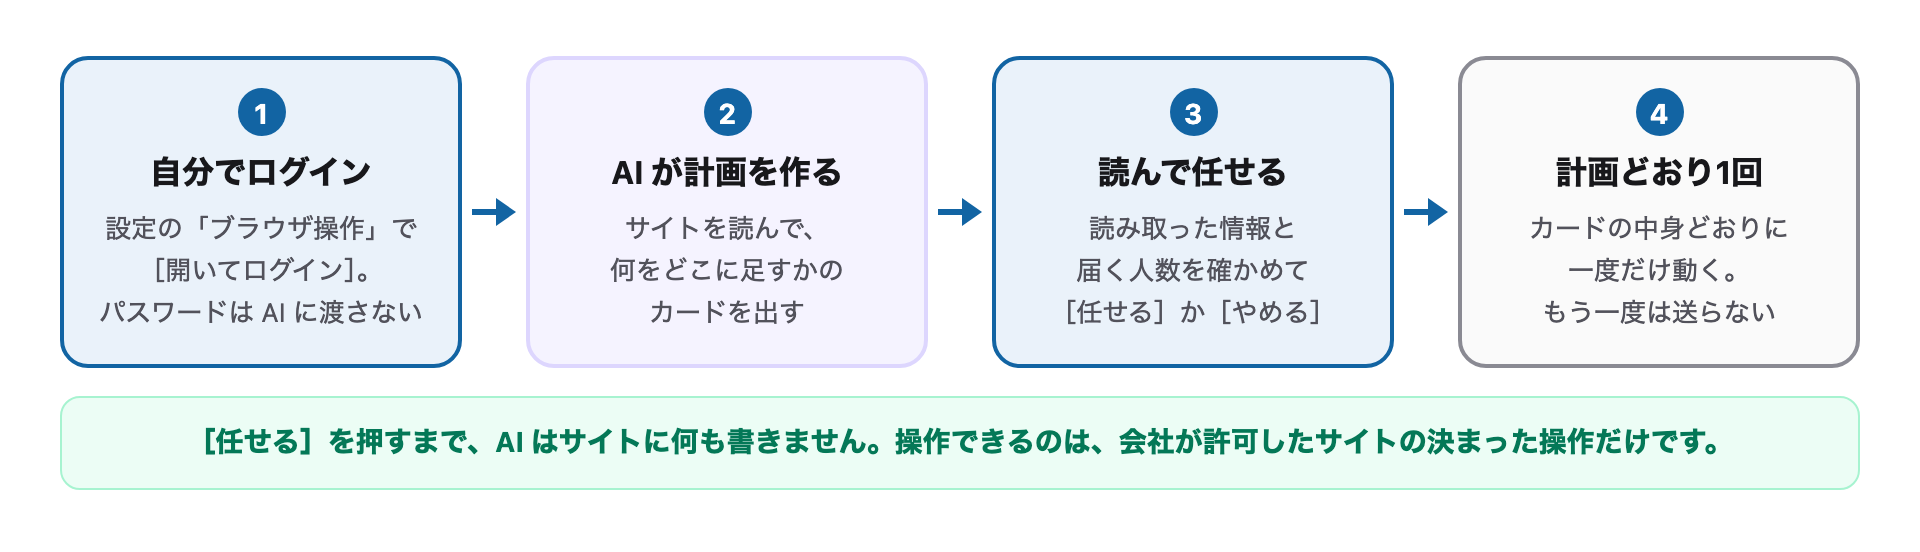 1
自分でログイン
設定の「ブラウザ操作」で
［開いてログイン］。
パスワードは AI に渡さない
2
AI が計画を作る
サイトを読んで、
何をどこに足すかの
カードを出す
3
読んで任せる
読み取った情報と
届く人数を確かめて
［任せる］か［やめる］
4
計画どおり1回
カードの中身どおりに
一度だけ動く。
もう一度は送らない
［任せる］を押すまで、AI はサイトに何も書きません。操作できるのは、会社が許可したサイトの決まった操作だけです。